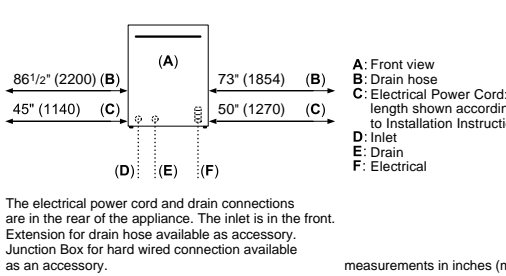 (A)
86 1/2" (2200) (B)
73" (1854) (B)
45" (1140) (C)
50" (1270) (C)
(D)
(E)
(F)
A: Front view
B: Drain hose
C: Electrical Power Cord:
length shown
to Installation
D: Inlet
E: Drain
F: Electrical
The electrical power cord and drain connections
are in the rear of the appliance. The inlet is in the front.
Extension for drain hose available as accessory.
Junction Box for hard wired connection available
as an accessory.
measurements in inches